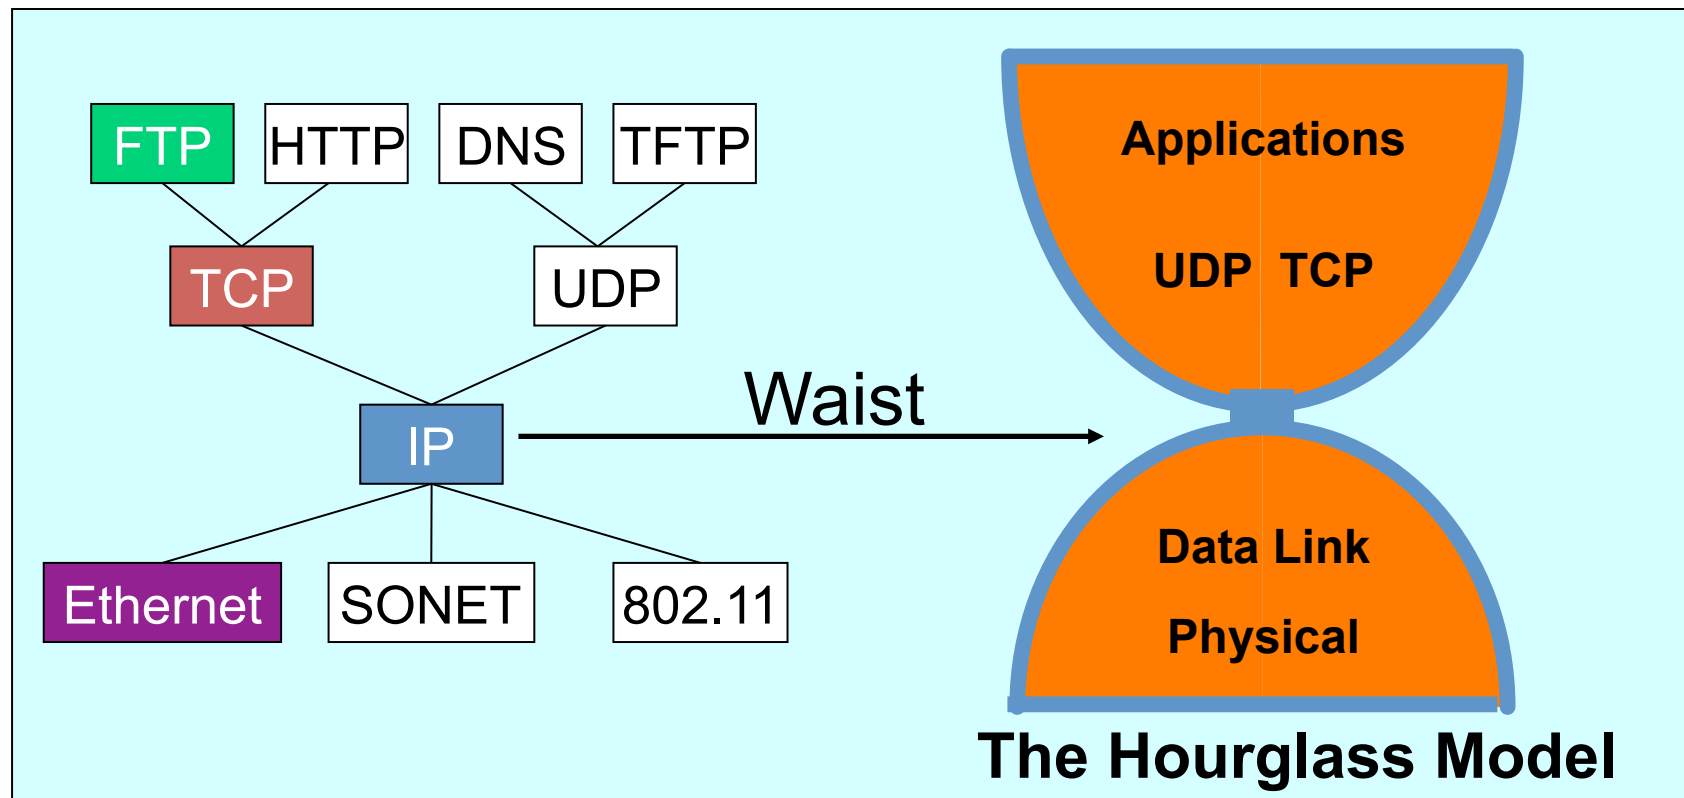 FTP HTTP DNS TFTP
TCP UDP
IP
Waist
Ethernet SONET 802.11
Applications
UDP TCP
Data Link
Physical
The Hourglass Model